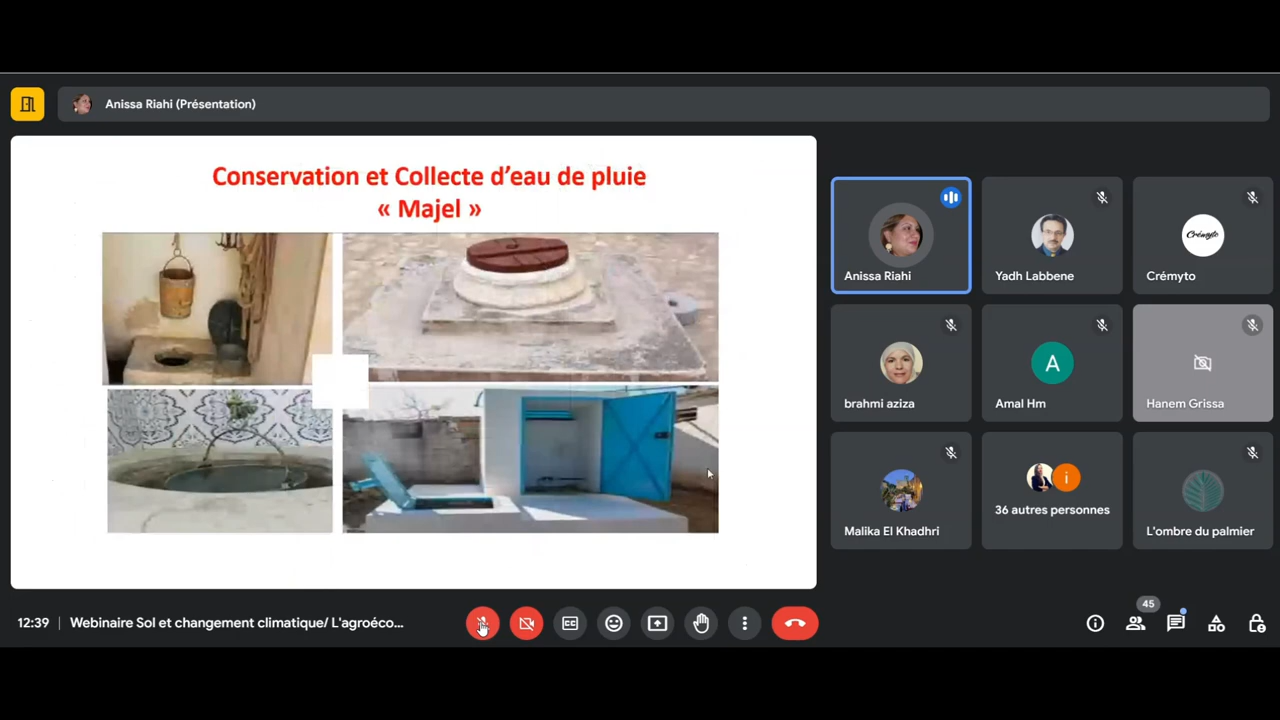 Anissa Riahi (Présentation)
Conservation et Collecte d’eau de pluie
« Majel »
Anissa Riahi
Yadh Labbene
Crémyto
Crémyto
brahmi aziza
A
Amal Hm
Hanem Grissa
Malika El Khadhri
i
36 autres personnes
L'ombre du palmier
12:39
Webinaire Sol et changement climatique/ L'agroéco...
CC
45